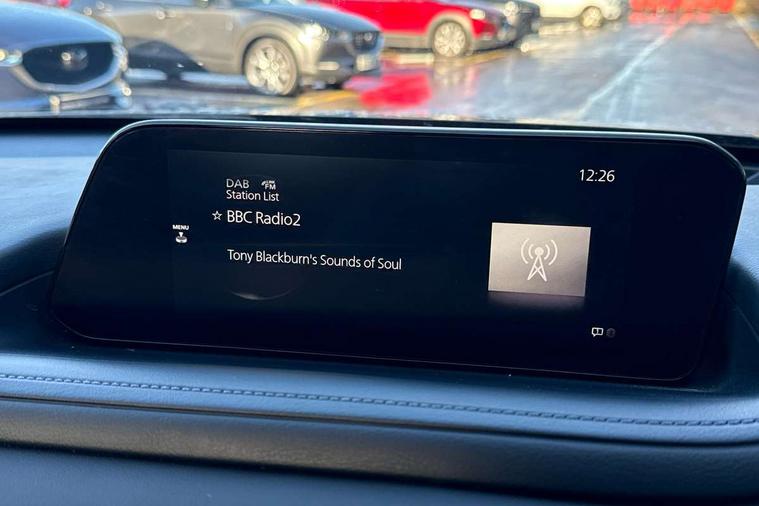 12:26
DAB FM
Station List
☆ BBC Radio2
MENU
Tony Blackburn's Sounds of Soul